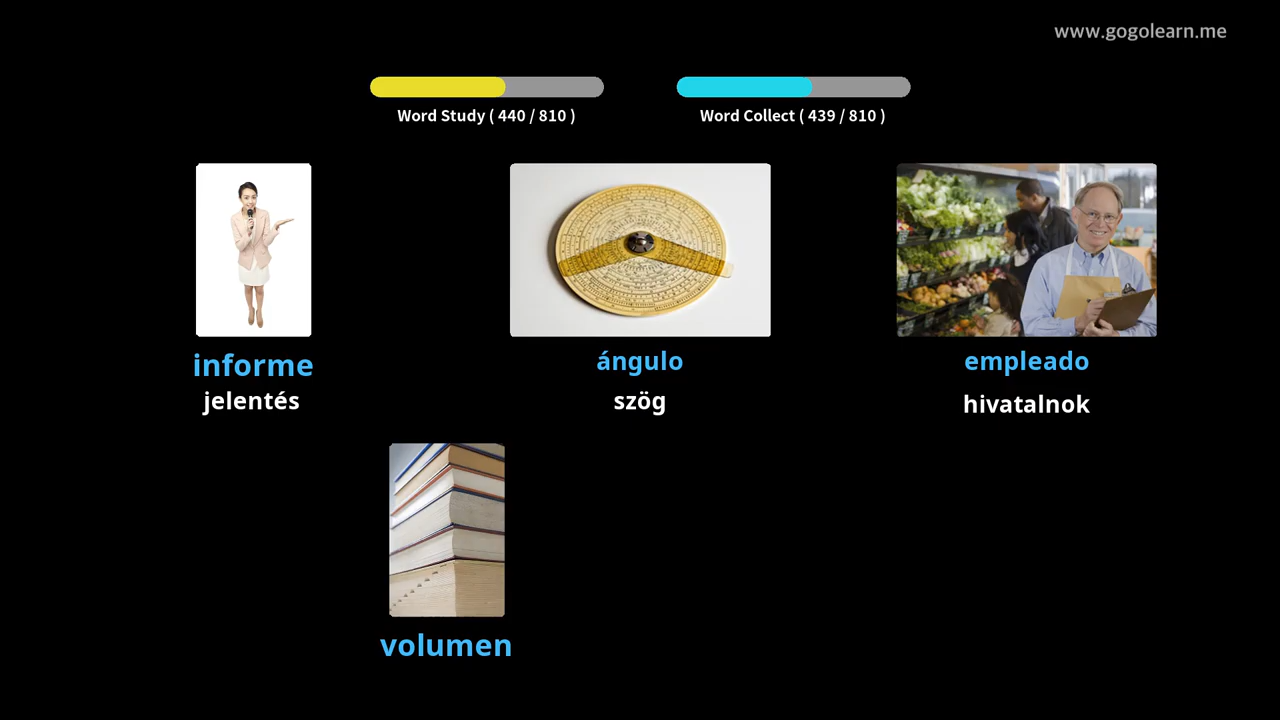 www.gogolearn.me
Word Study ( 440 / 810 )
Word Collect ( 439 / 810 )
informe
jelentés
ángulo
szög
empleado
hivatalnok
volumen